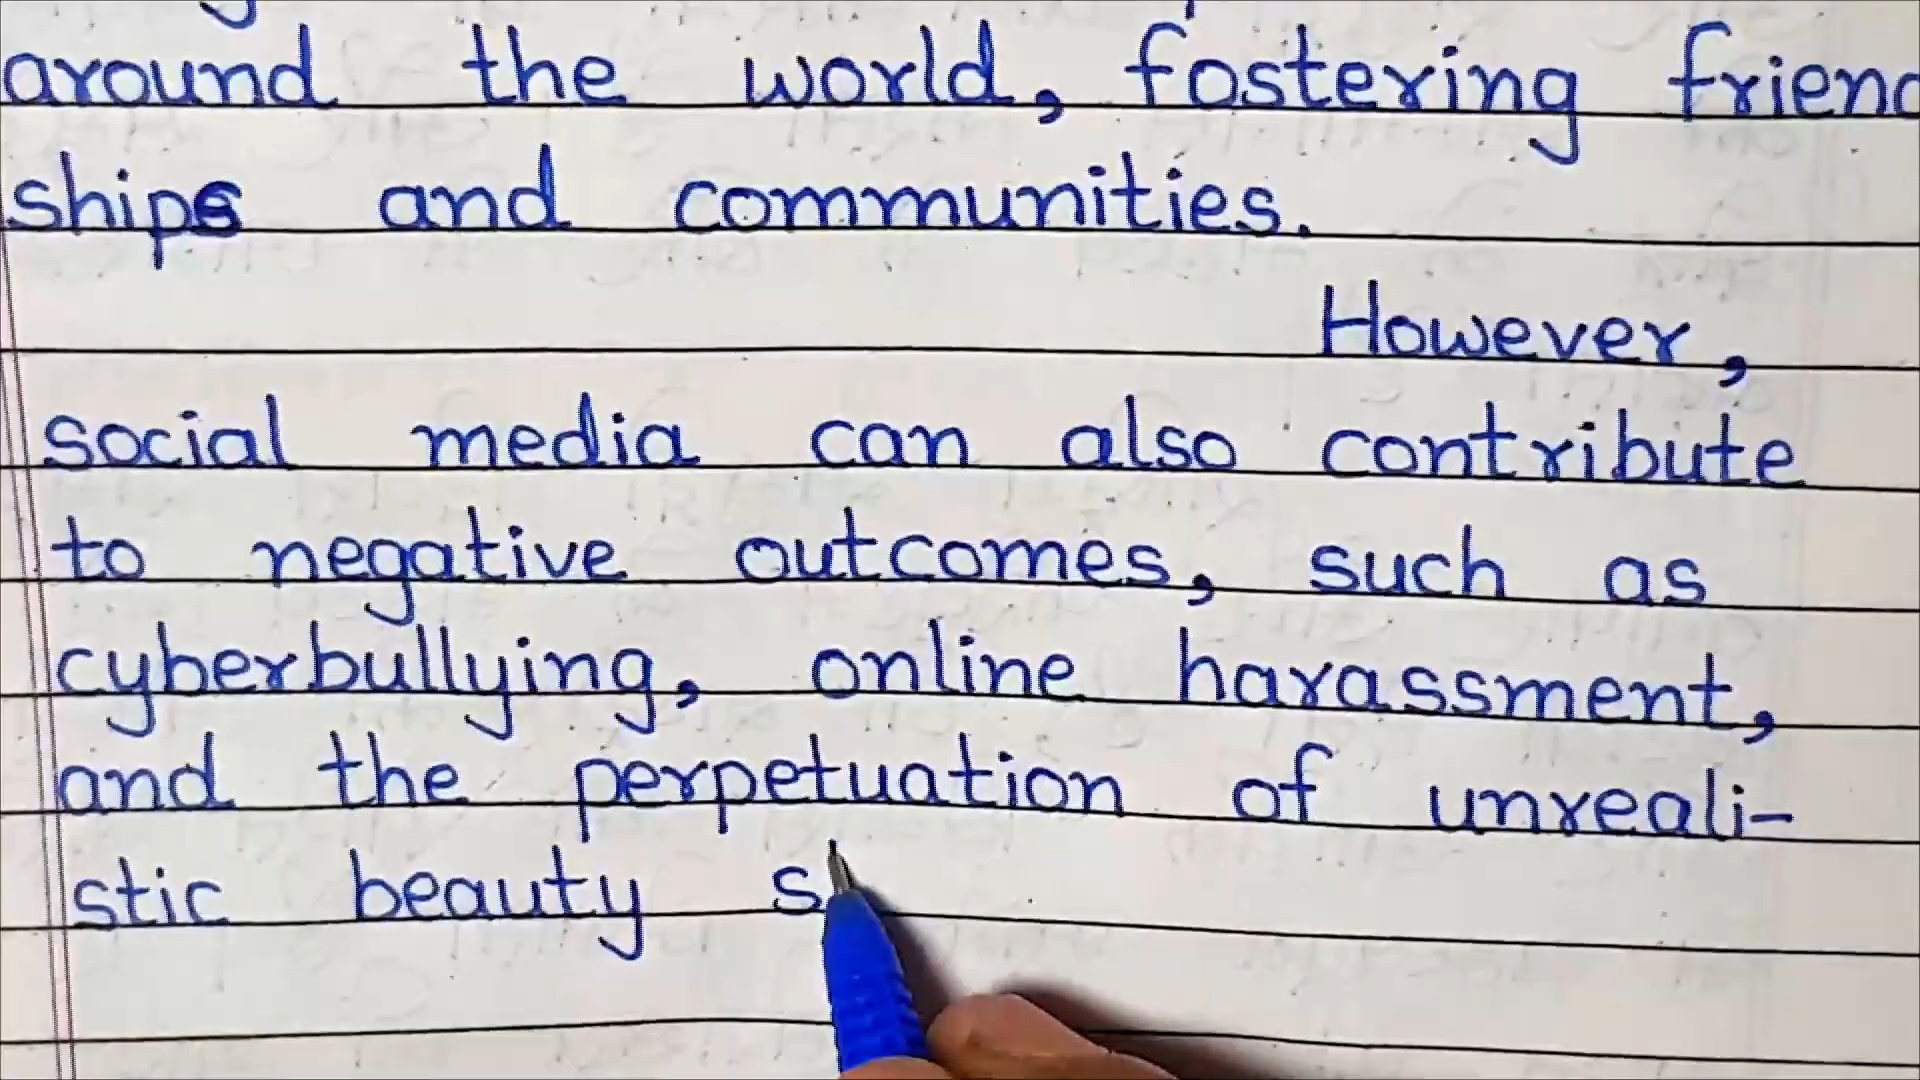 around the world, fostering friend
ships and communities.
However,
social media can also contribute
to negative outcomes, such as
cyberbullying, online harassment,
and the perpetuation of unreali-
stic beauty s